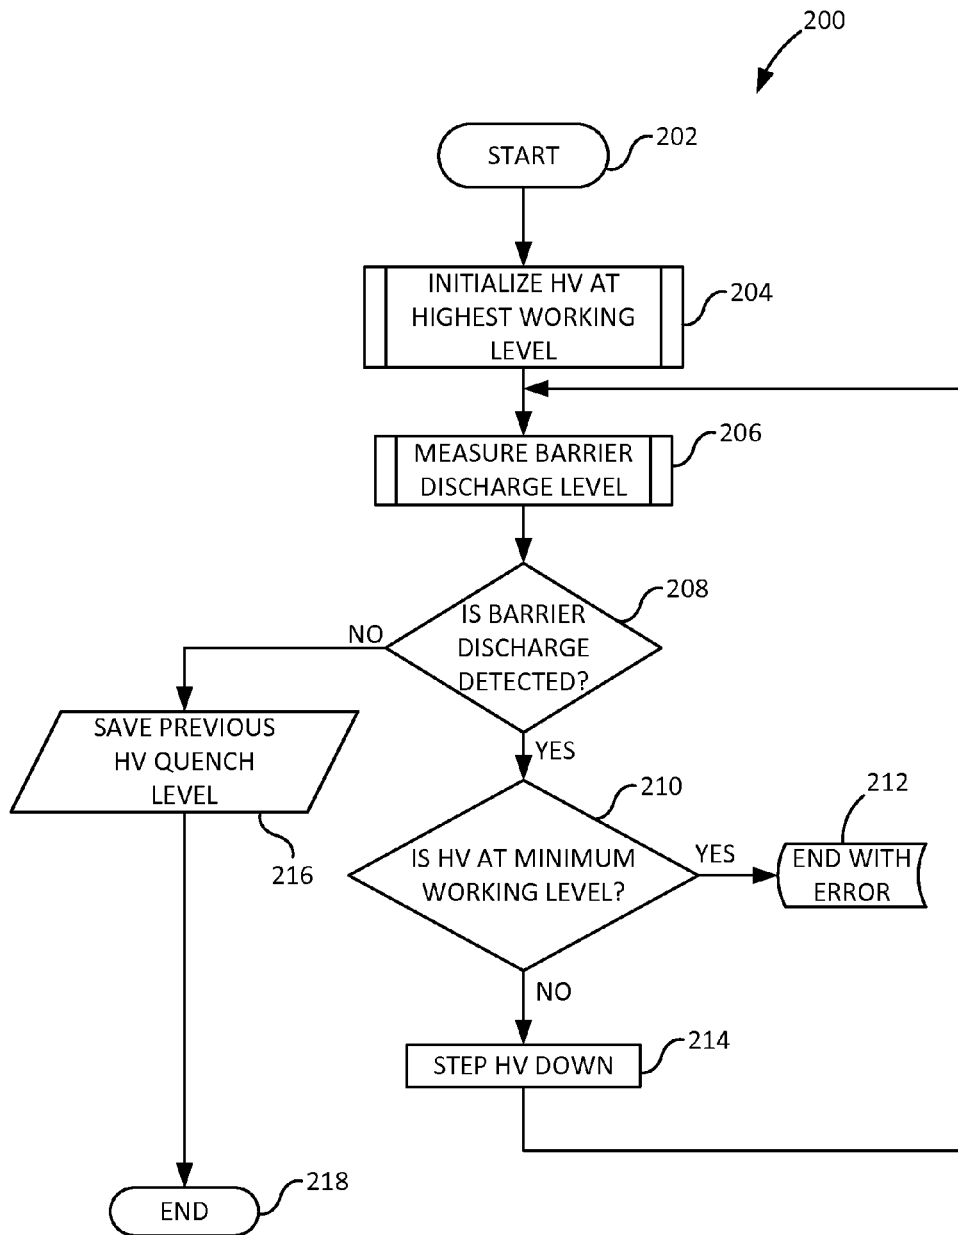 200
START
202
INITIALIZE HV AT
HIGHEST WORKING
LEVEL
204
MEASURE BARRIER
DISCHARGE LEVEL
206
IS BARRIER
DISCHARGE
DETECTED?
208
NO
YES
SAVE PREVIOUS
HV QUENCH
LEVEL
216
IS HV AT MINIMUM
WORKING LEVEL?
210
YES
END WITH
ERROR
212
NO
STEP HV DOWN
214
END
218